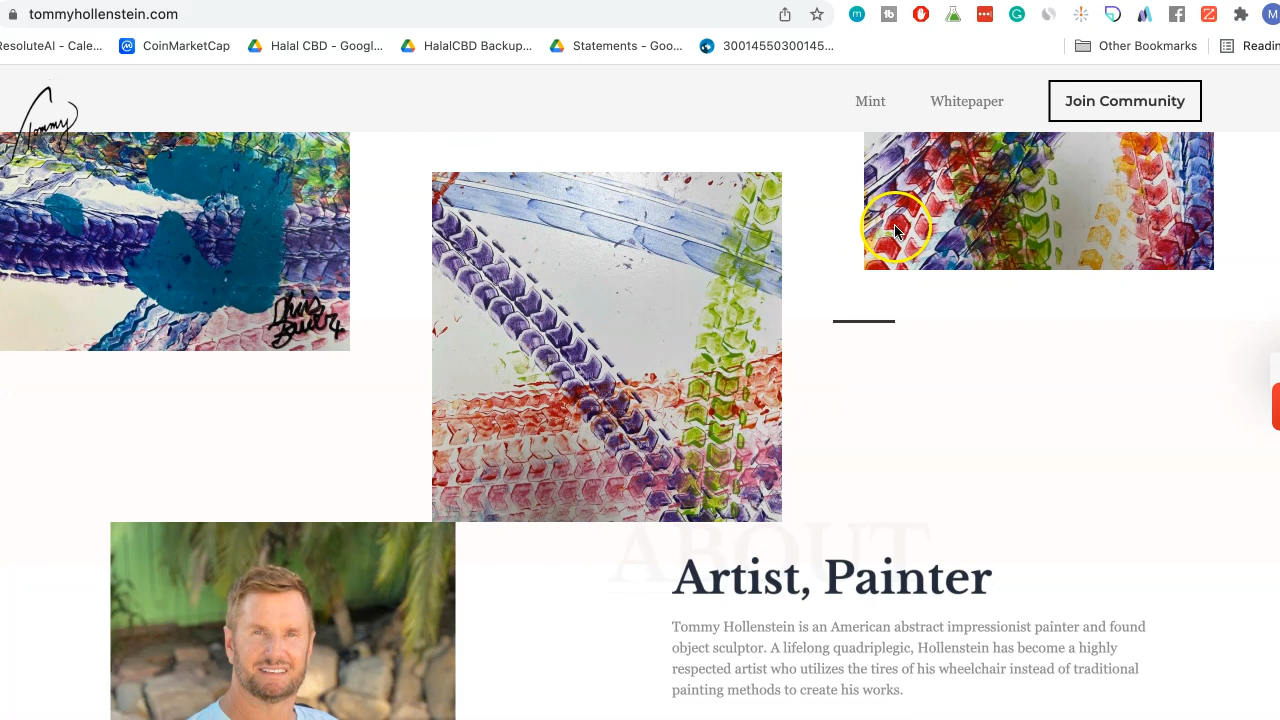 tommyhollenstein.com
ResoluteAI - Cale...
CoinMarketCap
Halal CBD - Googl...
HalalCBD Backup...
Statements - Goo...
30014550300145...
Other Bookmarks
Readin
Tommy
Mint
Whitepaper
Join Community
ABOUT
Artist, Painter
Tommy Hollenstein is an American abstract impressionist painter and found
object sculptor. A lifelong quadriplegic, Hollenstein has become a highly
respected artist who utilizes the tires of his wheelchair instead of traditional
painting methods to create his works.